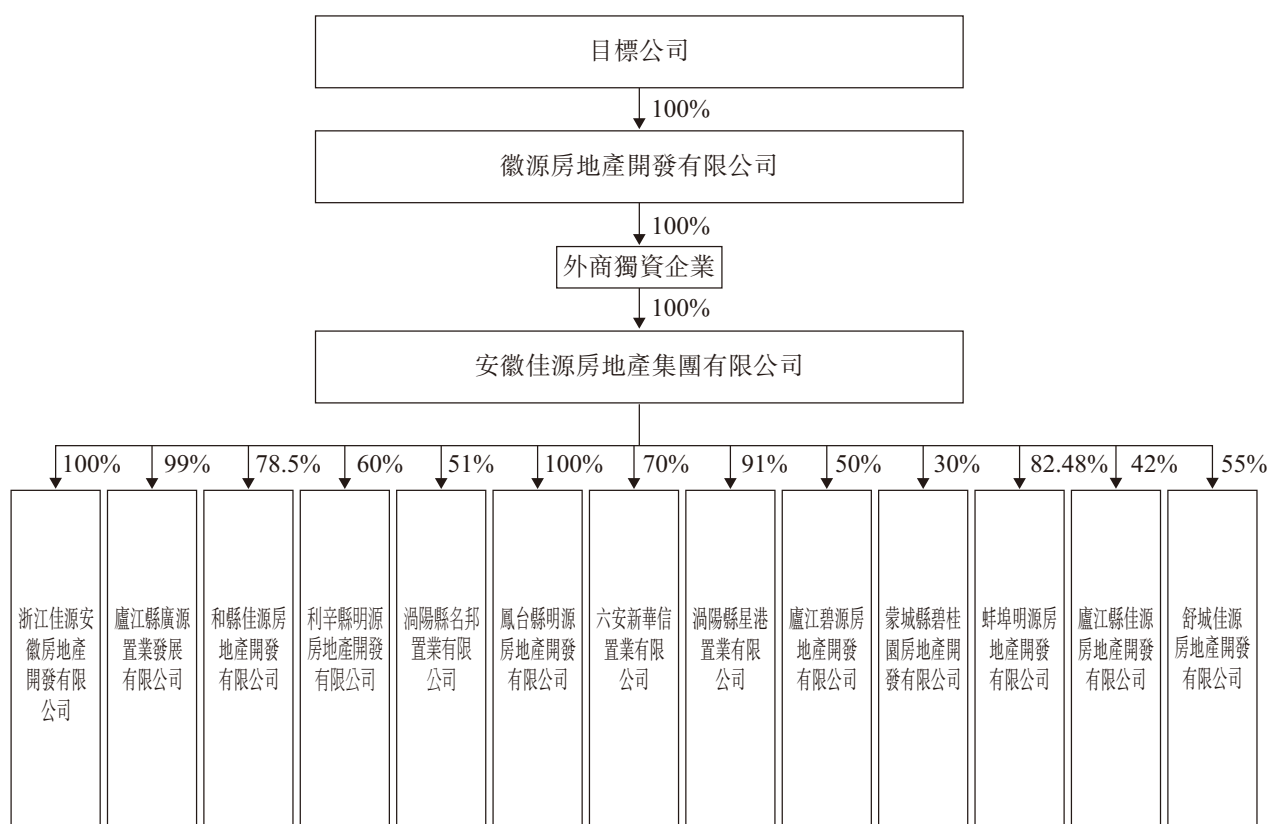 目標公司
100%
徽源房地產開發有限公司
100%
外商獨資企業
100%
安徽佳源房地產集團有限公司
100%
99%
78.5%
60%
51%
100%
70%
91%
50%
30%
82.48%
42%
55%
浙江佳源安
徽房地產
開發有限
公司
廬江縣廣源
置業發展
有限公司
和縣佳源房
地產開發
有限公司
利辛縣明源
房地產開發
有限公司
渦陽縣名邦
置業有限
公司
鳳台縣明源
房地產開發
有限公司
六安新華信
置業有限
公司
渦陽縣星港
置業有限
公司
廬江碧源房
地產開發
有限公司
蒙城縣碧桂
園房地產開
發有限公司
蚌埠明源房
地產開發
有限公司
廬江縣佳源
房地產開發
有限公司
舒城佳源
房地產開發
有限公司